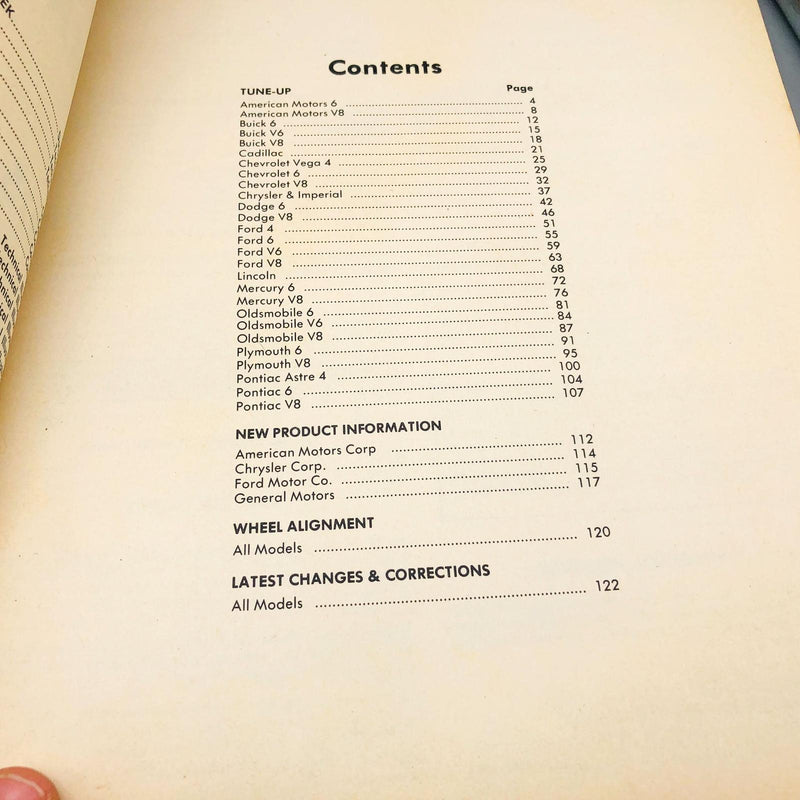 EK
Technical
Contents
TUNE-UP Page
American Motors 6 4
American Motors V8 8
Buick 6 12
Buick V6 15
Buick V8 18
Cadillac 21
Chevrolet Vega 4 25
Chevrolet 6 29
Chevrolet V8 32
Chrysler & Imperial 37
Dodge 6 42
Dodge V8 46
Ford 4 51
Ford 6 55
Ford V6 59
Ford V8 63
Lincoln 68
Mercury 6 72
Mercury V8 76
Oldsmobile 6 81
Oldsmobile V6 84
Oldsmobile V8 87
Plymouth 6 91
Plymouth V8 95
Pontiac Astre 4 100
Pontiac 6 104
Pontiac V8 107
NEW PRODUCT INFORMATION
American Motors Corp 112
Chrysler Corp. 114
Ford Motor Co. 115
General Motors 117
WHEEL ALIGNMENT
All Models 120
LATEST CHANGES & CORRECTIONS
All Models 122